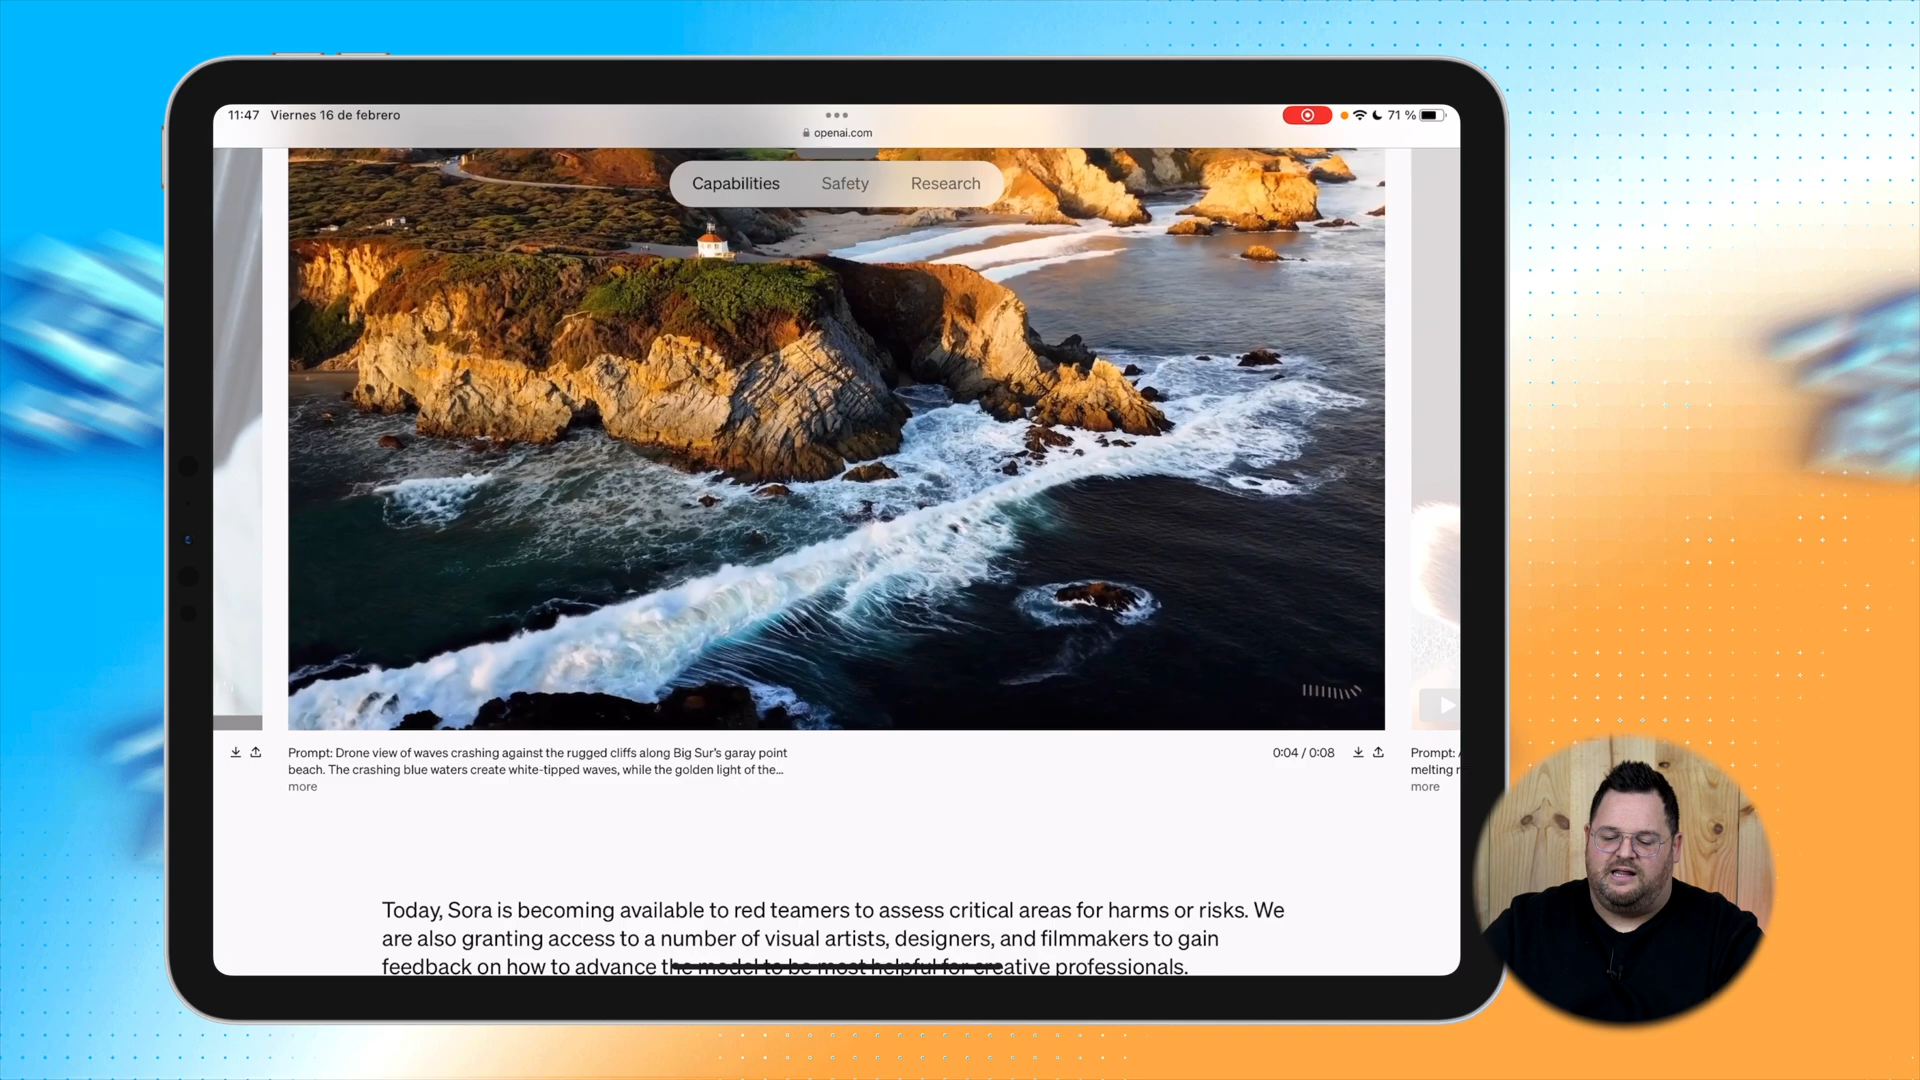 11:47 Viernes 16 de febrero
71 %
openai.com
Capabilities Safety Research
Prompt: Drone view of waves crashing against the rugged cliffs along Big Sur's garay point
beach. The crashing blue waters create white-tipped waves, while the golden light of the...
more
0:04 / 0:08
Prompt:
melting
more
Today, Sora is becoming available to red teamers to assess critical areas for harms or risks. We
are also granting access to a number of visual artists, designers, and filmmakers to gain
feedback on how to advance the model to be most helpful for creative professionals.